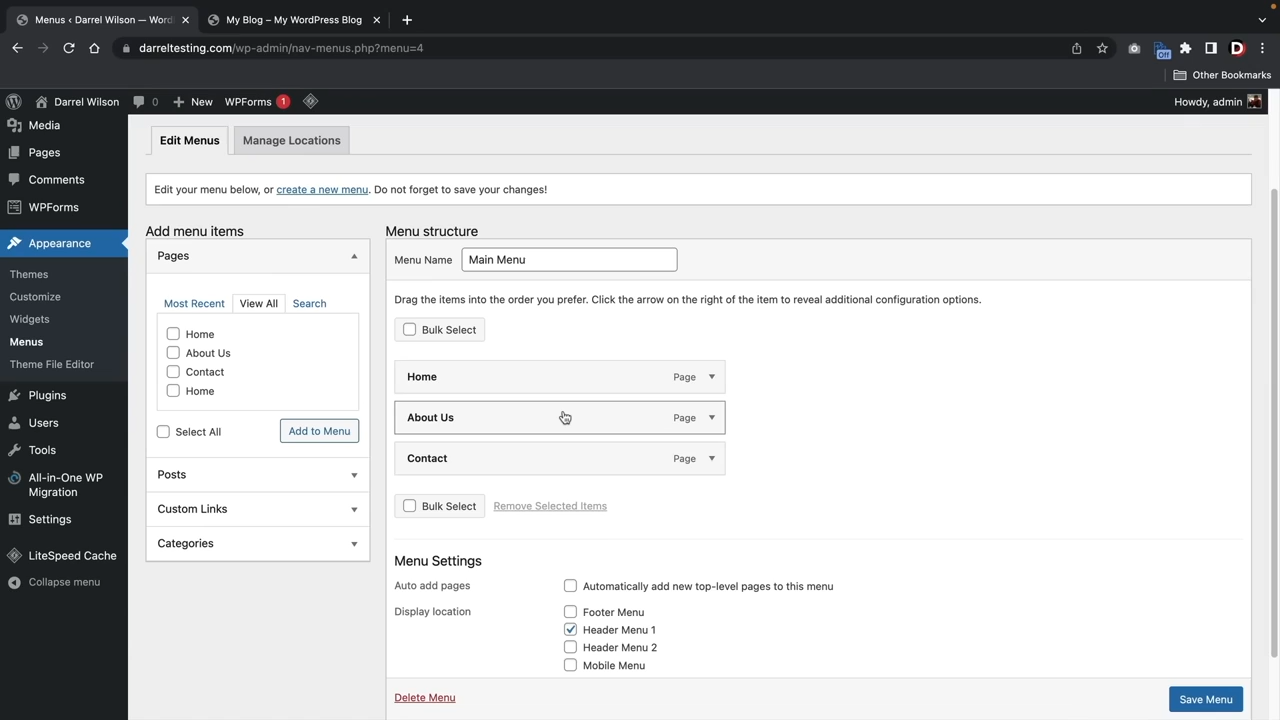 Menus ‹ Darrel Wilson — Word
My Blog – My WordPress Blog
darreltesting.com/wp-admin/nav-menus.php?menu=4
Off
D
Other Bookmarks
Darrel Wilson
0
New
WPForms 1
Howdy, admin
Media
Pages
Comments
WPForms
Appearance
Themes
Customize
Widgets
Menus
Theme File Editor
Plugins
Users
Tools
All-in-One WP
Migration
Settings
LiteSpeed Cache
Collapse menu
Edit Menus
Manage Locations
Edit your menu below, or create a new menu. Do not forget to save your changes!
Add menu items
Pages
Most Recent
View All
Search
Home
About Us
Contact
Home
Select All
Add to Menu
Posts
Custom Links
Categories
Menu structure
Menu Name
Main Menu
Drag the items into the order you prefer. Click the arrow on the right of the item to reveal additional configuration options.
Bulk Select
Home Page
About Us Page
Contact Page
Bulk Select
Remove Selected Items
Menu Settings
Auto add pages
Automatically add new top-level pages to this menu
Display location
Footer Menu
Header Menu 1
Header Menu 2
Mobile Menu
Delete Menu
Save Menu